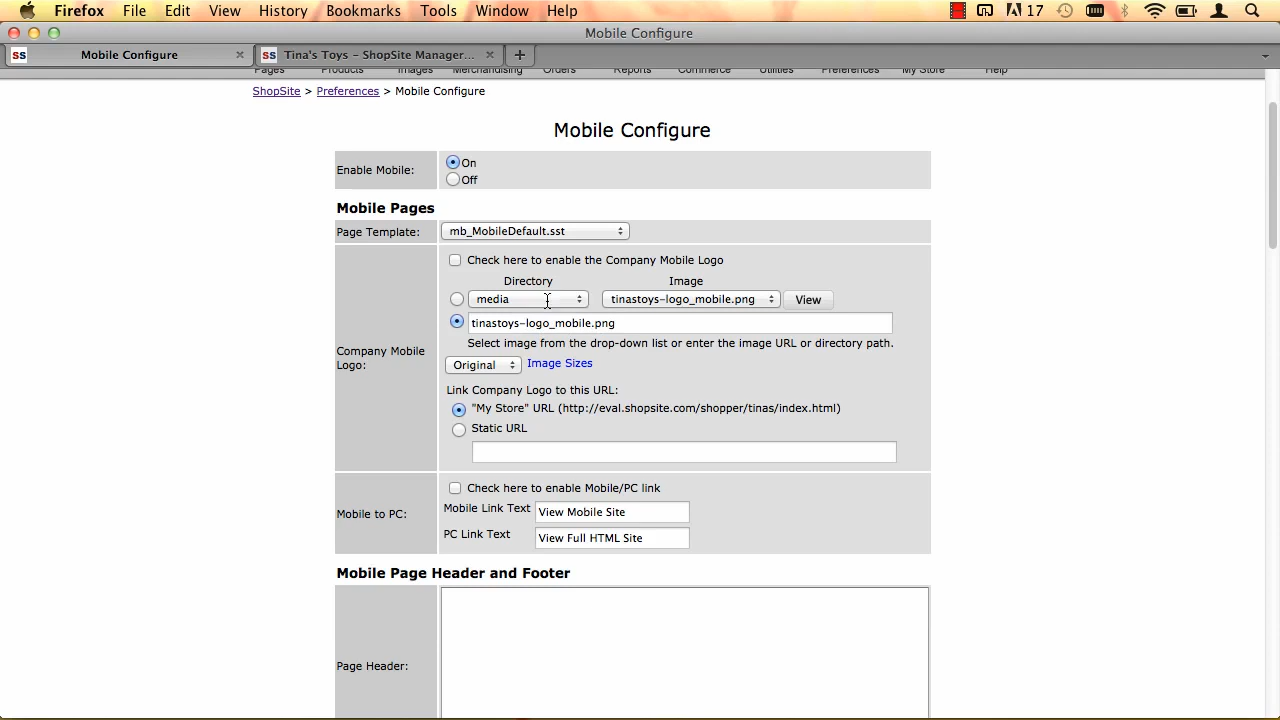 Firefox File Edit View History Bookmarks Tools Window Help 17
Mobile Configure
ss Mobile Configure × ss Tina's Toys – ShopSite Manager... × +
Pages Products Images Merchandising Orders Reports Commerce Utilities Preferences My Store Help
ShopSite > Preferences > Mobile Configure
Mobile Configure
Enable Mobile:
On
Off
Mobile Pages
Page Template: mb_MobileDefault.sst
Company Mobile Logo:
Check here to enable the Company Mobile Logo
Directory Image
media tinastoys-logo_mobile.png View
tinastoys-logo_mobile.png
Select image from the drop-down list or enter the image URL or directory path.
Original Image Sizes
Link Company Logo to this URL:
"My Store" URL (http://eval.shopsite.com/shopper/tinas/index.html)
Static URL
Mobile to PC:
Check here to enable Mobile/PC link
Mobile Link Text View Mobile Site
PC Link Text View Full HTML Site
Mobile Page Header and Footer
Page Header: